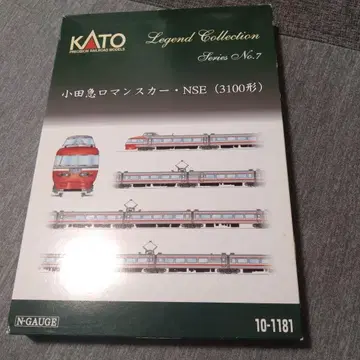 KATO
PRECISION RAILROAD MODELS
Legend Collection
Series No.7
小田急ロマンスカー・NSE（3100形）
N-GAUGE
10-1181